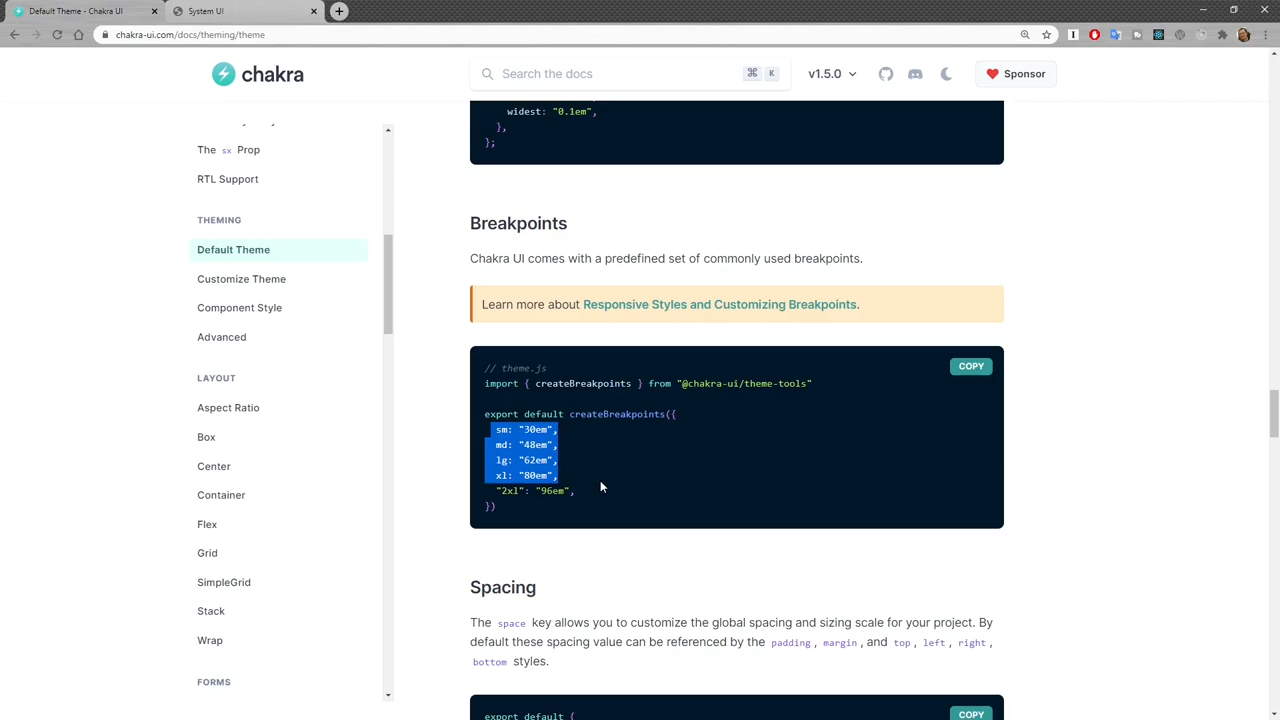 Default Theme - Chakra UI
System UI
chakra-ui.com/docs/theming/theme
chakra
Search the docs
⌘ K
v1.5.0
Sponsor
The sx Prop
RTL Support
THEMING
Default Theme
Customize Theme
Component Style
Advanced
LAYOUT
Aspect Ratio
Box
Center
Container
Flex
Grid
SimpleGrid
Stack
Wrap
FORMS
widest: "0.1em",
},
};
Breakpoints
Chakra UI comes with a predefined set of commonly used breakpoints.
Learn more about Responsive Styles and Customizing Breakpoints.
COPY
// theme.js
import { createBreakpoints } from "@chakra-ui/theme-tools"
export default createBreakpoints({
sm: "30em",
md: "48em",
lg: "62em",
xl: "80em",
"2xl": "96em",
})
Spacing
The space key allows you to customize the global spacing and sizing scale for your project. By
default these spacing value can be referenced by the padding, margin, and top, left, right,
bottom styles.
COPY
export default {